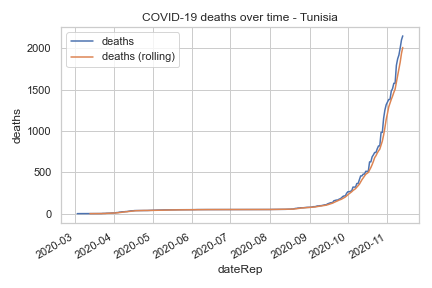 COVID-19 deaths over time - Tunisia
deaths
deaths (rolling)
2000
1500
1000
500
0
deaths
2020-03
2020-04
2020-05
2020-06
2020-07
2020-08
2020-09
2020-10
2020-11
dateRep